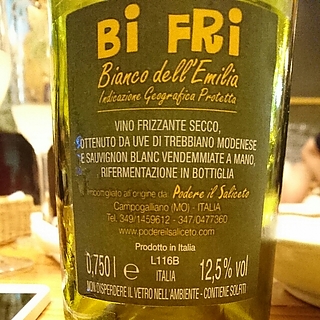 Bi FRi
Bianco dell'Emilia
Indicazione Geografica Protetta
VINO FRIZZANTE SECCO,
OTTENUTO DA UVE DI TREBBIANO MODENESE
E SAUVIGNON BLANC VENDEMMIATE A MANO,
RIFERMENTAZIONE IN BOTTIGLIA
Imbottigliato all'origine da Podere il Saliceto
Campogalliano (MO) - ITALIA
Tel. 349/1459612 - 347/0477360
www.podereilsaliceto.com
Prodotto in Italia
0,750 l e L116B 12,5% vol
ITALIA
NON DISPERDERE IL VETRO NELL'AMBIENTE - CONTIENE SOLFITI